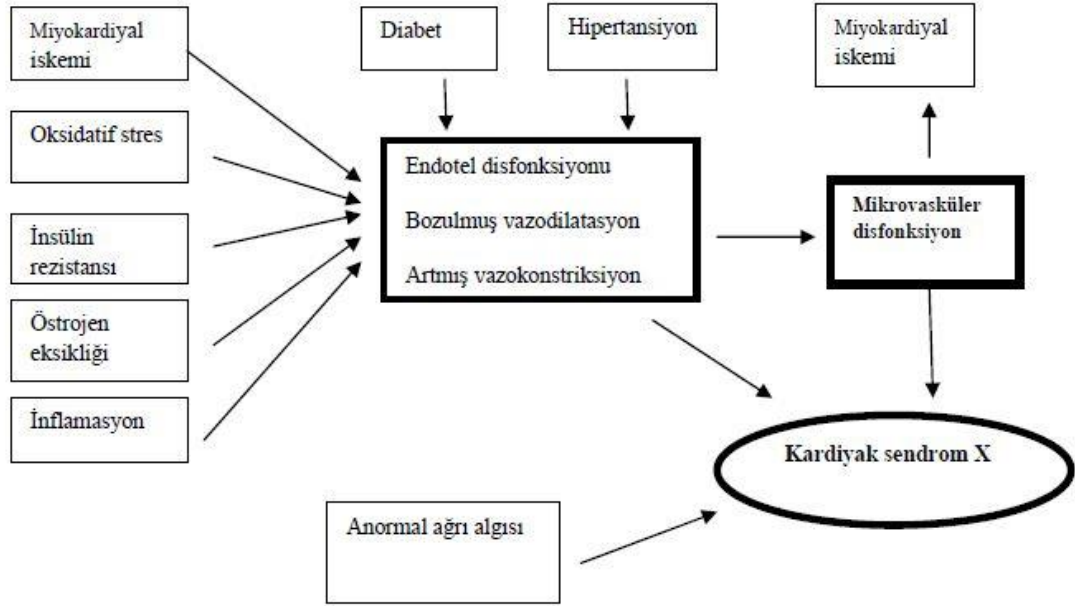 Miyokardiyal
iskemi
Diabet
Hipertansiyon
Miyokardiyal
iskemi
Oksidatif stres
Endotel disfonksiyonu
Bozulmuş vazodilatasyon
Artmış vazokonstriksiyon
Mikrovasküler
disfonksiyon
İnsülin
rezistansı
Östrojen
eksikliği
İnflamasyon
Kardiyak sendrom X
Anormal ağrı algısı